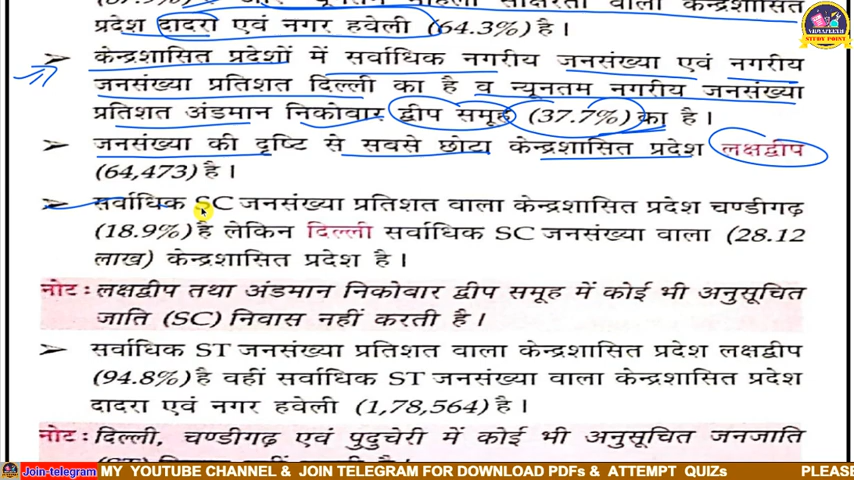 प्रदेश दादरा एवं नगर हवेली (64.3%) है।
➤ केन्द्रशासित प्रदेशों में सर्वाधिक नगरीय जनसंख्या एवं नगरीय
जनसंख्या प्रतिशत दिल्ली का है व न्यूनतम नगरीय जनसंख्या
प्रतिशत अंडमान निकोवार द्वीप समूह (37.7%) का है।
➤ जनसंख्या की दृष्टि से सबसे छोटा केन्द्रशासित प्रदेश लक्षद्वीप
(64,473) है।
➤ सर्वाधिक SC जनसंख्या प्रतिशत वाला केन्द्रशासित प्रदेश चण्डीगढ़
(18.9%) है लेकिन दिल्ली सर्वाधिक SC जनसंख्या वाला (28.12
लाख) केन्द्रशासित प्रदेश है।
नोट: लक्षद्वीप तथा अंडमान निकोवार द्वीप समूह में कोई भी अनुसूचित
जाति (SC) निवास नहीं करती है।
➤ सर्वाधिक ST जनसंख्या प्रतिशत वाला केन्द्रशासित प्रदेश लक्षद्वीप
(94.8%) है वहीं सर्वाधिक ST जनसंख्या वाला केन्द्रशासित प्रदेश
दादरा एवं नगर हवेली (1,78,564) है।
नोट: दिल्ली, चण्डीगढ़ एवं पुदुचेरी में कोई भी अनुसूचित जनजाति
VIDYAPEETH
STUDY POINT
Join-telegram MY YOUTUBE CHANNEL & JOIN TELEGRAM FOR DOWNLOAD PDFs & ATTEMPT QUIZs PLEASE